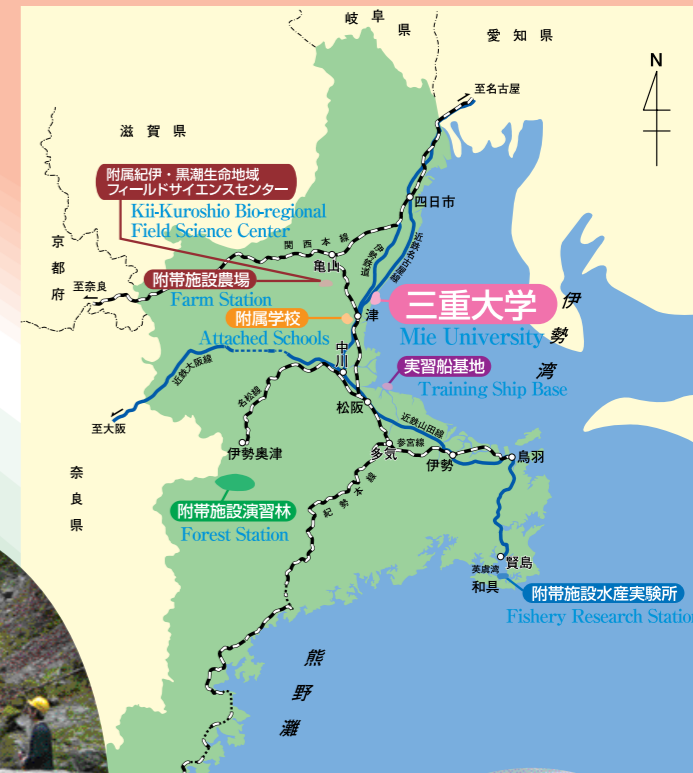 岐阜県
愛知県
至名古屋
N
滋賀県
附属紀伊・黒潮生命地域
フィールドサイエンスセンター
Kii-Kuroshio Bio-regional
Field Science Center
四日市
関西本線
伊勢鉄道
近鉄名古屋線
亀山
京都府
至奈良
附帯施設農場
Farm Station
三重大学
Mie University
伊勢湾
附属学校
Attached Schools
津
中川
近鉄大阪線
実習船基地
Training Ship Base
名松線
松阪
至大阪
近鉄山田線
伊勢奥津
多気
参宮線
伊勢
鳥羽
奈良県
附帯施設演習林
Forest Station
紀勢本線
賢島
英虞湾
和具
附帯施設水産実験所
Fishery Research Station
熊野灘